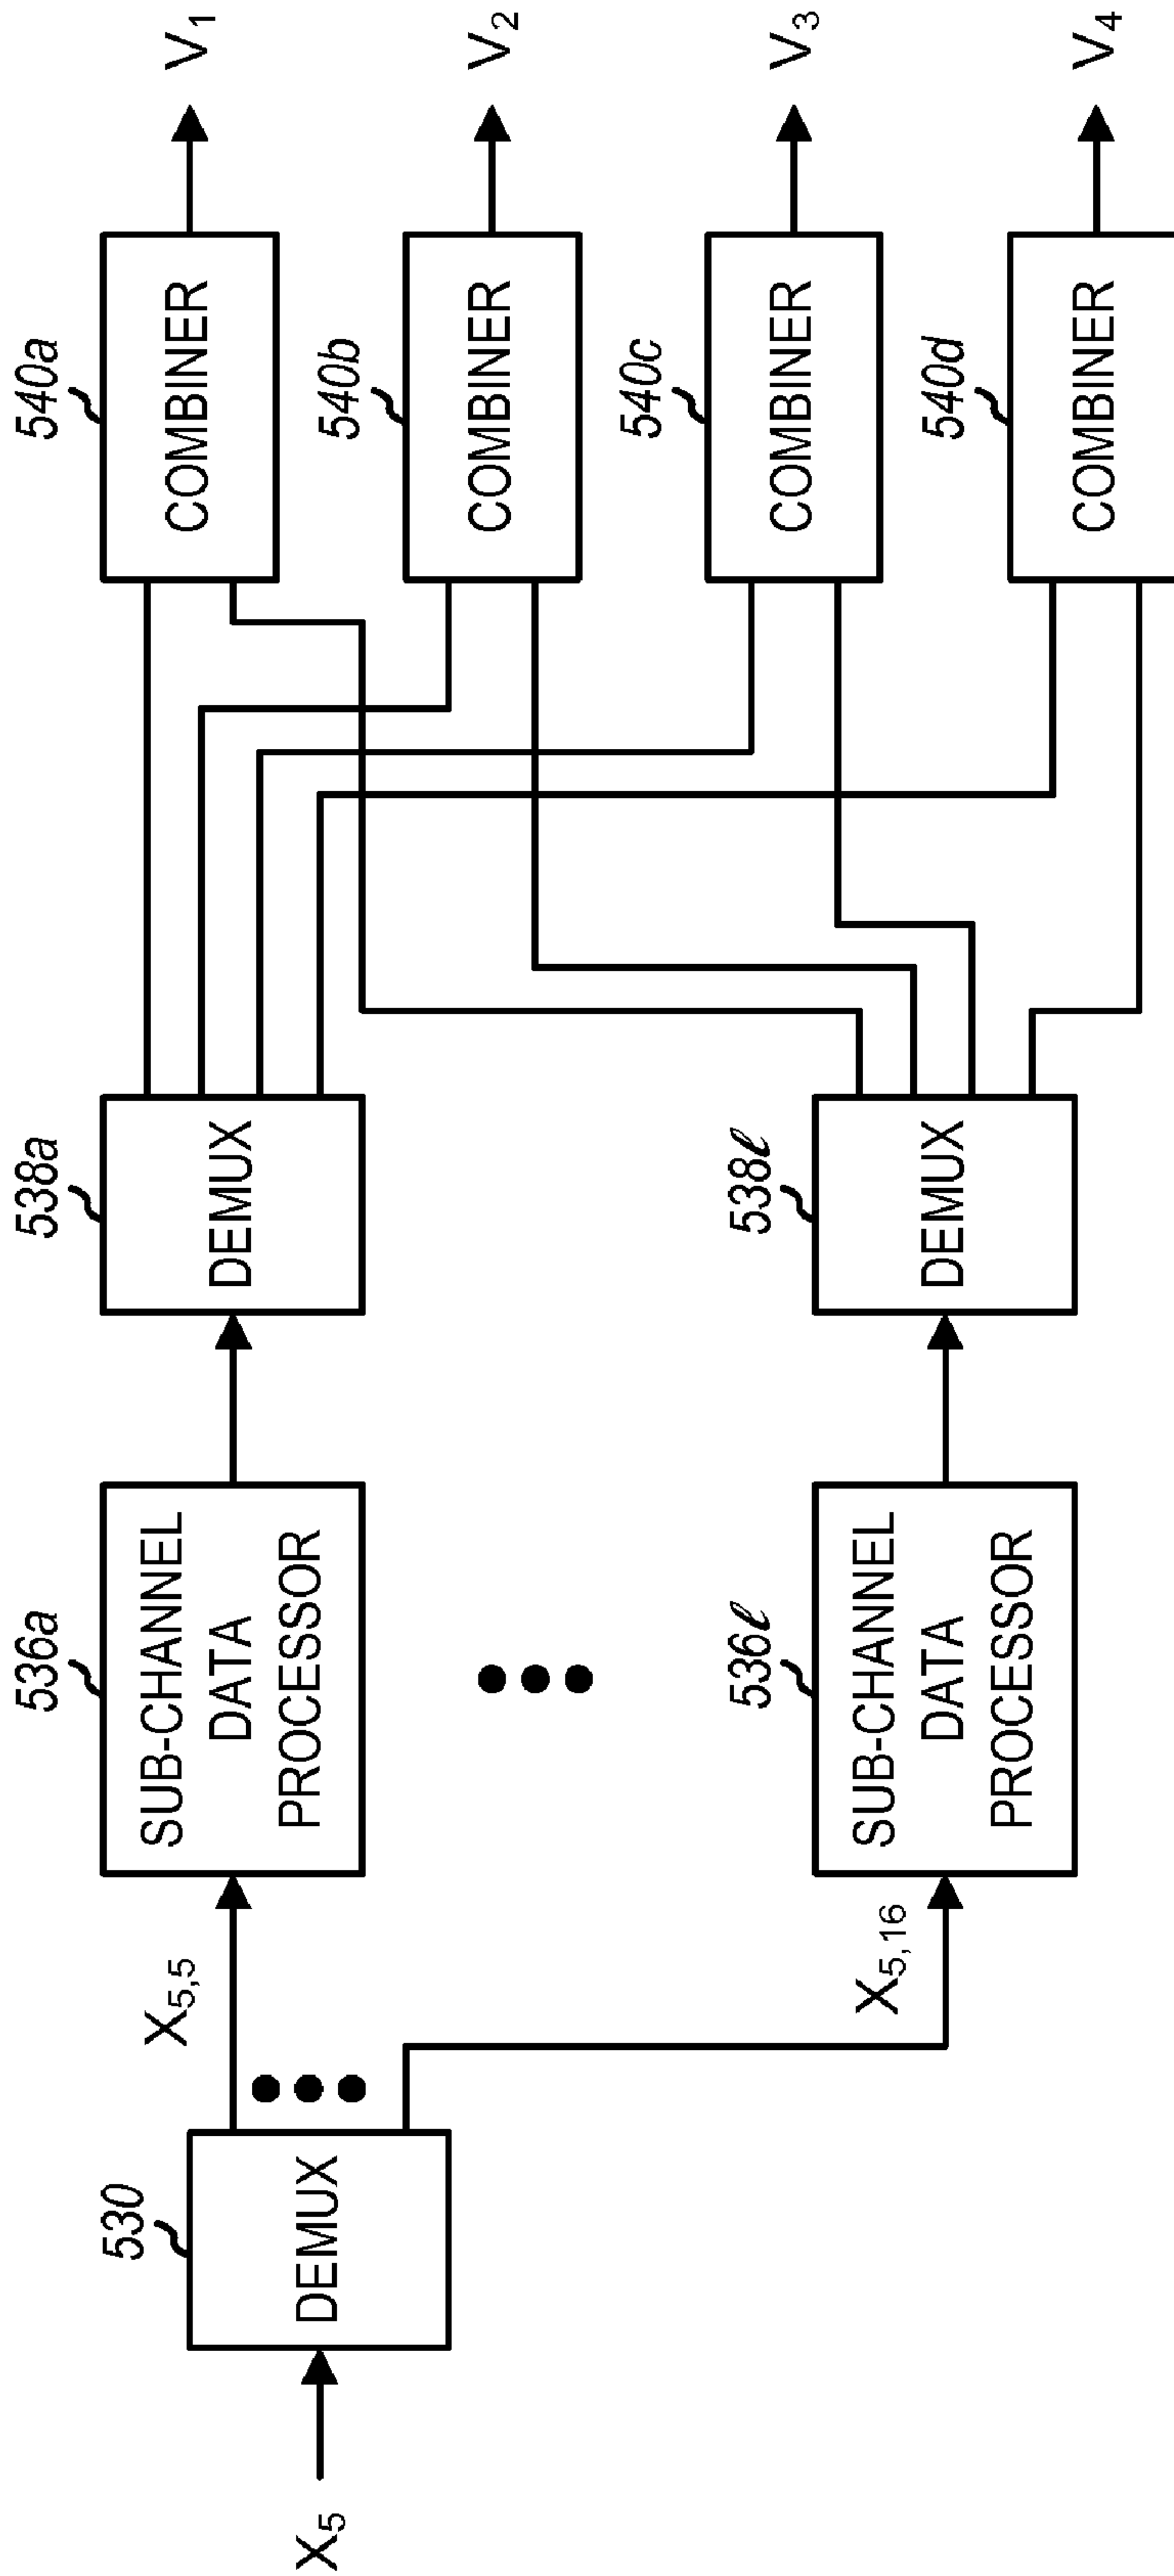 X5
530
DEMUX
X5,5
X5,16
536a
SUB-CHANNEL
DATA
PROCESSOR
536ℓ
SUB-CHANNEL
DATA
PROCESSOR
538a
DEMUX
538ℓ
DEMUX
540a
COMBINER
V1
540b
COMBINER
V2
540c
COMBINER
V3
540d
COMBINER
V4